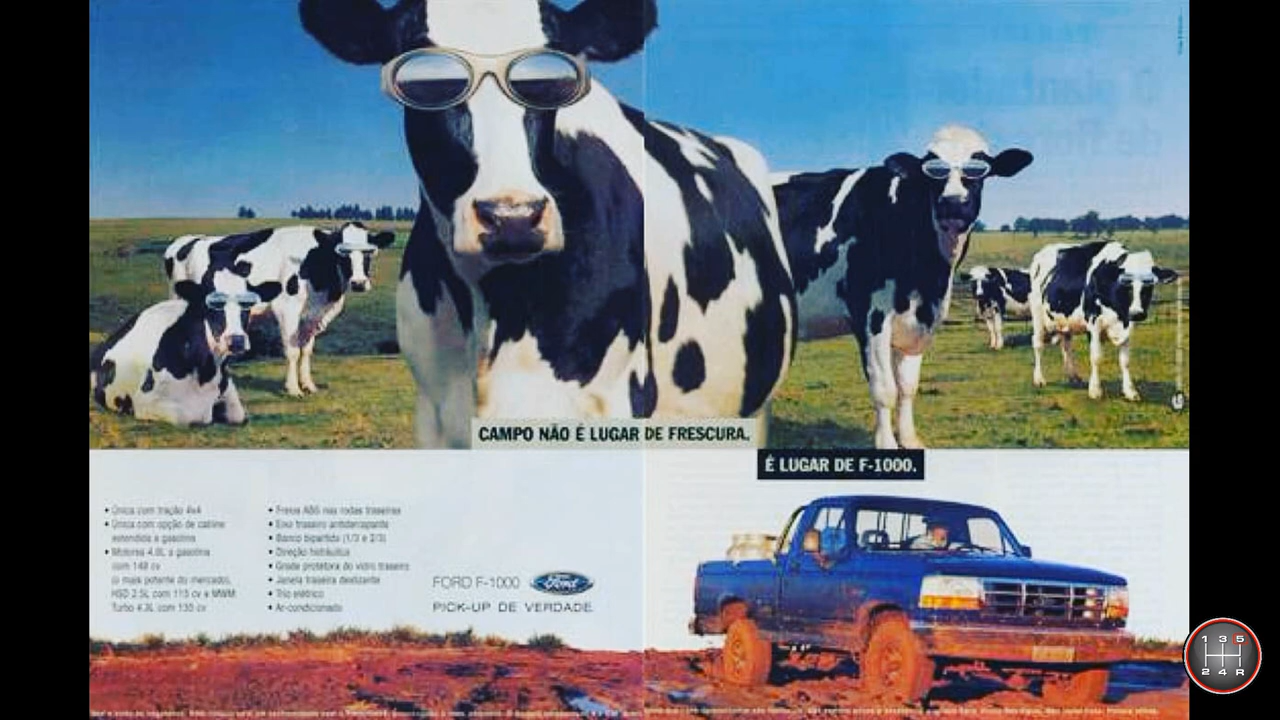 CAMPO NÃO É LUGAR DE FRESCURA.
É LUGAR DE F-1000.
• Única com tração 4x4
• Única com opção de cabine
estendida a gasolina
• Motores 4.9L a gasolina
com 148 cv
(o mais potente do mercado),
HSD 2.5L com 115 cv e MWM
Turbo 4.3L com 135 cv
• Freios ABS nas rodas traseiras
• Eixo traseiro antiderrapante
• Banco bipartido (1/3 e 2/3)
• Direção hidráulica
• Grade protetora do vidro traseiro
• Janela traseira deslizante
• Trio elétrico
• Ar-condicionado
FORD F-1000 Ford
PICK-UP DE VERDADE
1 3 5
2 4 R